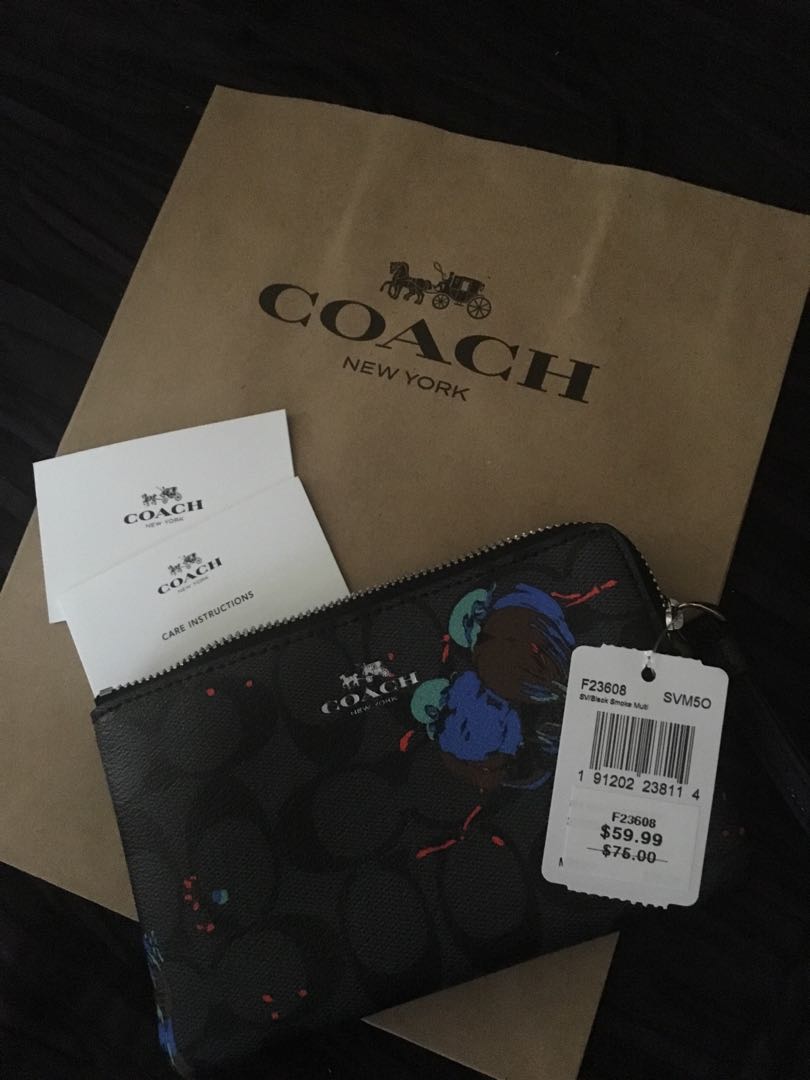 COACH
NEW YORK
COACH
NEW YORK
COACH
NEW YORK
CARE INSTRUCTIONS
COACH
NEW YORK
F23608
SVM5O
SV/Black Smoke Multi
1 91202 23811 4
F23608
$59.99
$75.00
M